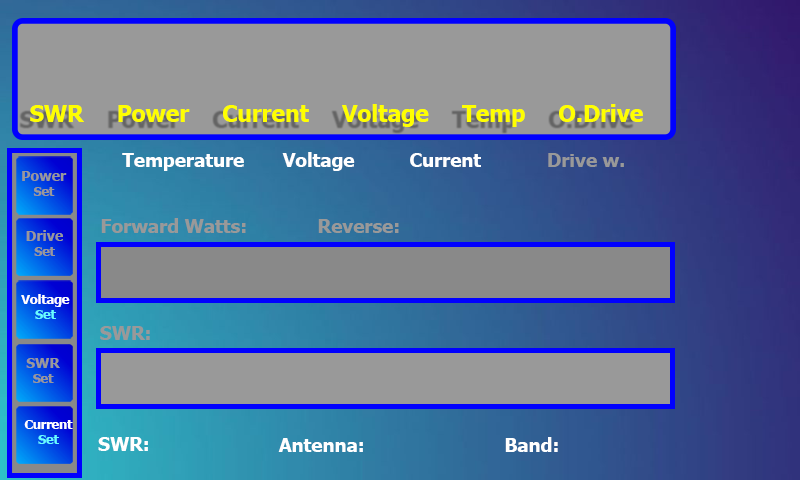 SWR Power Current Voltage Temp O.Drive
Temperature Voltage Current Drive w.
Power
Set
Drive
Set
Voltage
Set
SWR
Set
Current
Set
Forward Watts: Reverse:
SWR:
SWR: Antenna: Band: